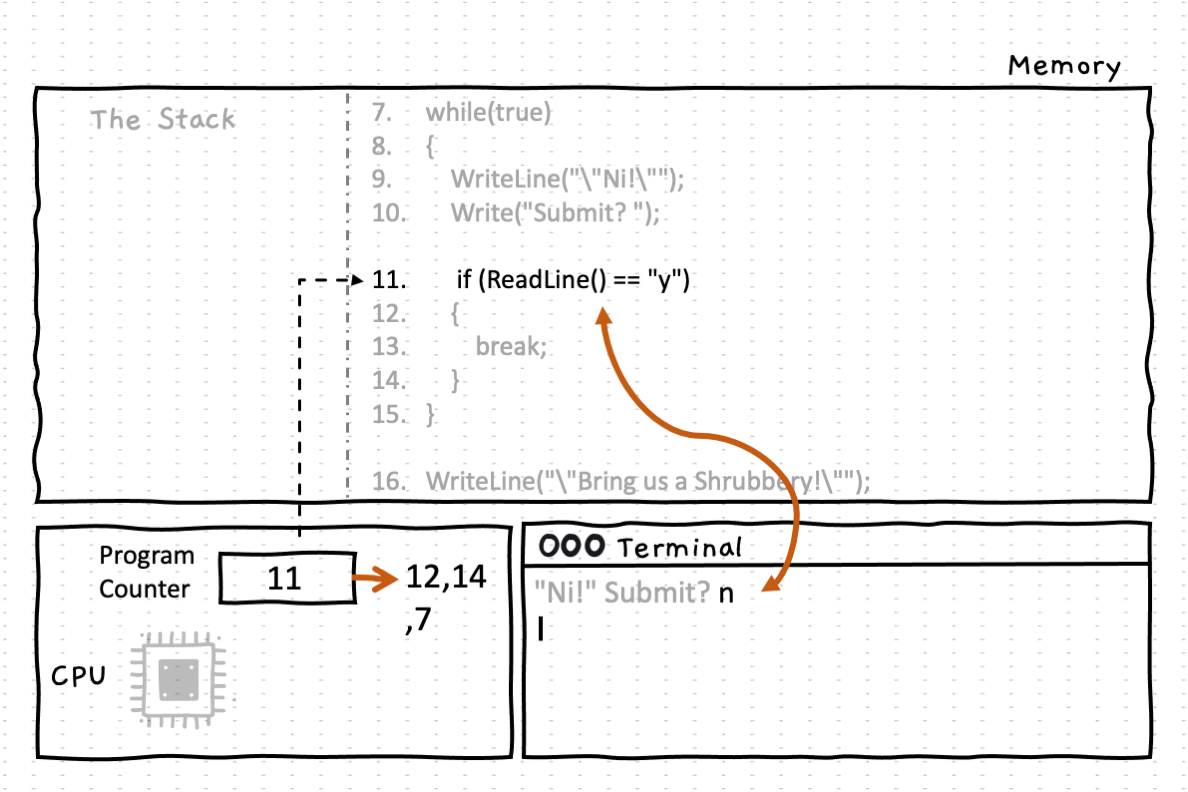 Memory
The Stack
7. while(true)
8. {
9. WriteLine("\"Ni!\"");
10. Write("Submit? ");
11. if (ReadLine() == "y")
12. {
13. break;
14. }
15. }
16. WriteLine("\"Bring us a Shrubbery!\"");
Program
Counter
11
12,14
,7
CPU
Terminal
"Ni!" Submit? n